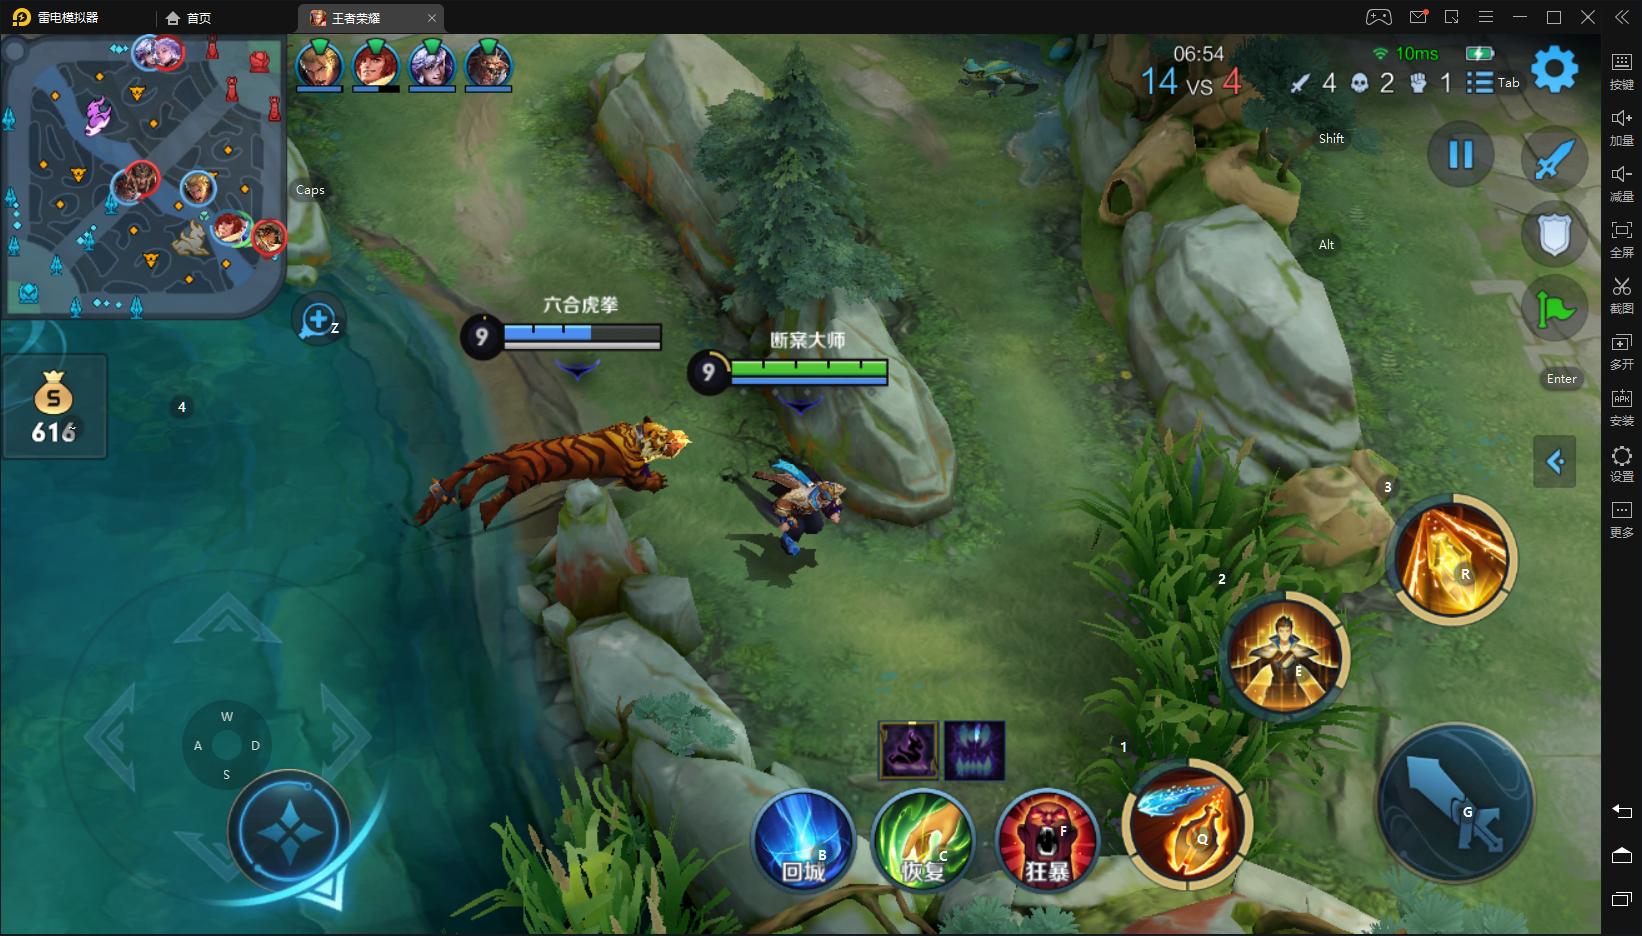 雷电模拟器
首页
王者荣耀
06:54
10ms
14 VS 4
4 2 1 Tab
Shift
Caps
Alt
Z
Enter
616
4
六合虎拳
9
断案大师
9
3
R
2
E
W
A D
S
1
G
回城 B
恢复 C
狂暴 F
Q
按键
加量
减量
全屏
截图
多开
APK
安装
设置
更多